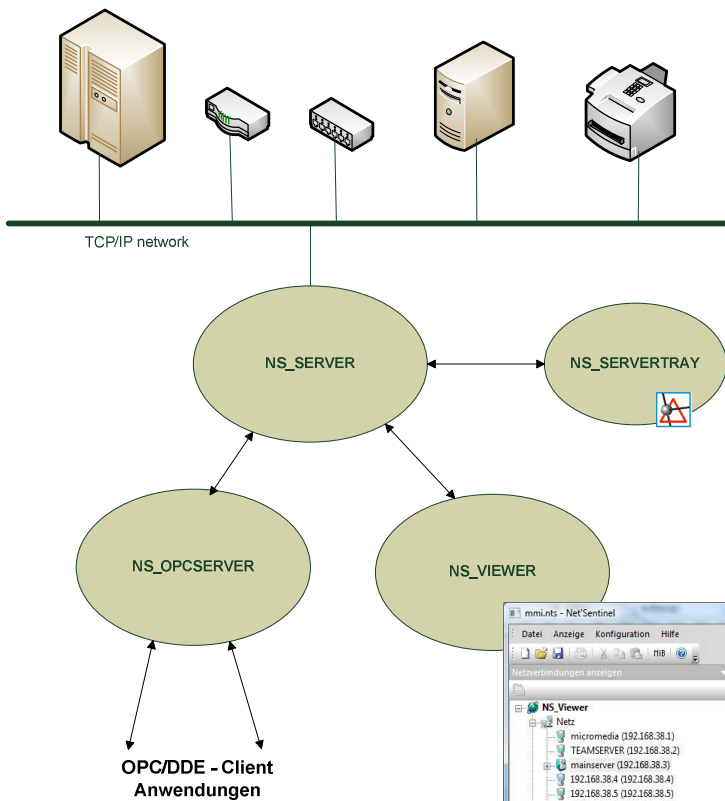 TCP/IP network
NS_SERVER
NS_SERVERTRAY
NS_OPCSERVER
NS_VIEWER
OPC/DDE - Client
Anwendungen
mmi.nts - Net'Sentinel
Datei Anzeige Konfiguration Hilfe
MIB
Netzverbindungen anzeigen
NS_Viewer
Netz
micromedia (192.168.38.1)
TEAMSERVER (192.168.38.2)
mainserver (192.168.38.3)
192.168.38.4 (192.168.38.4)
192.168.38.5 (192.168.38.5)